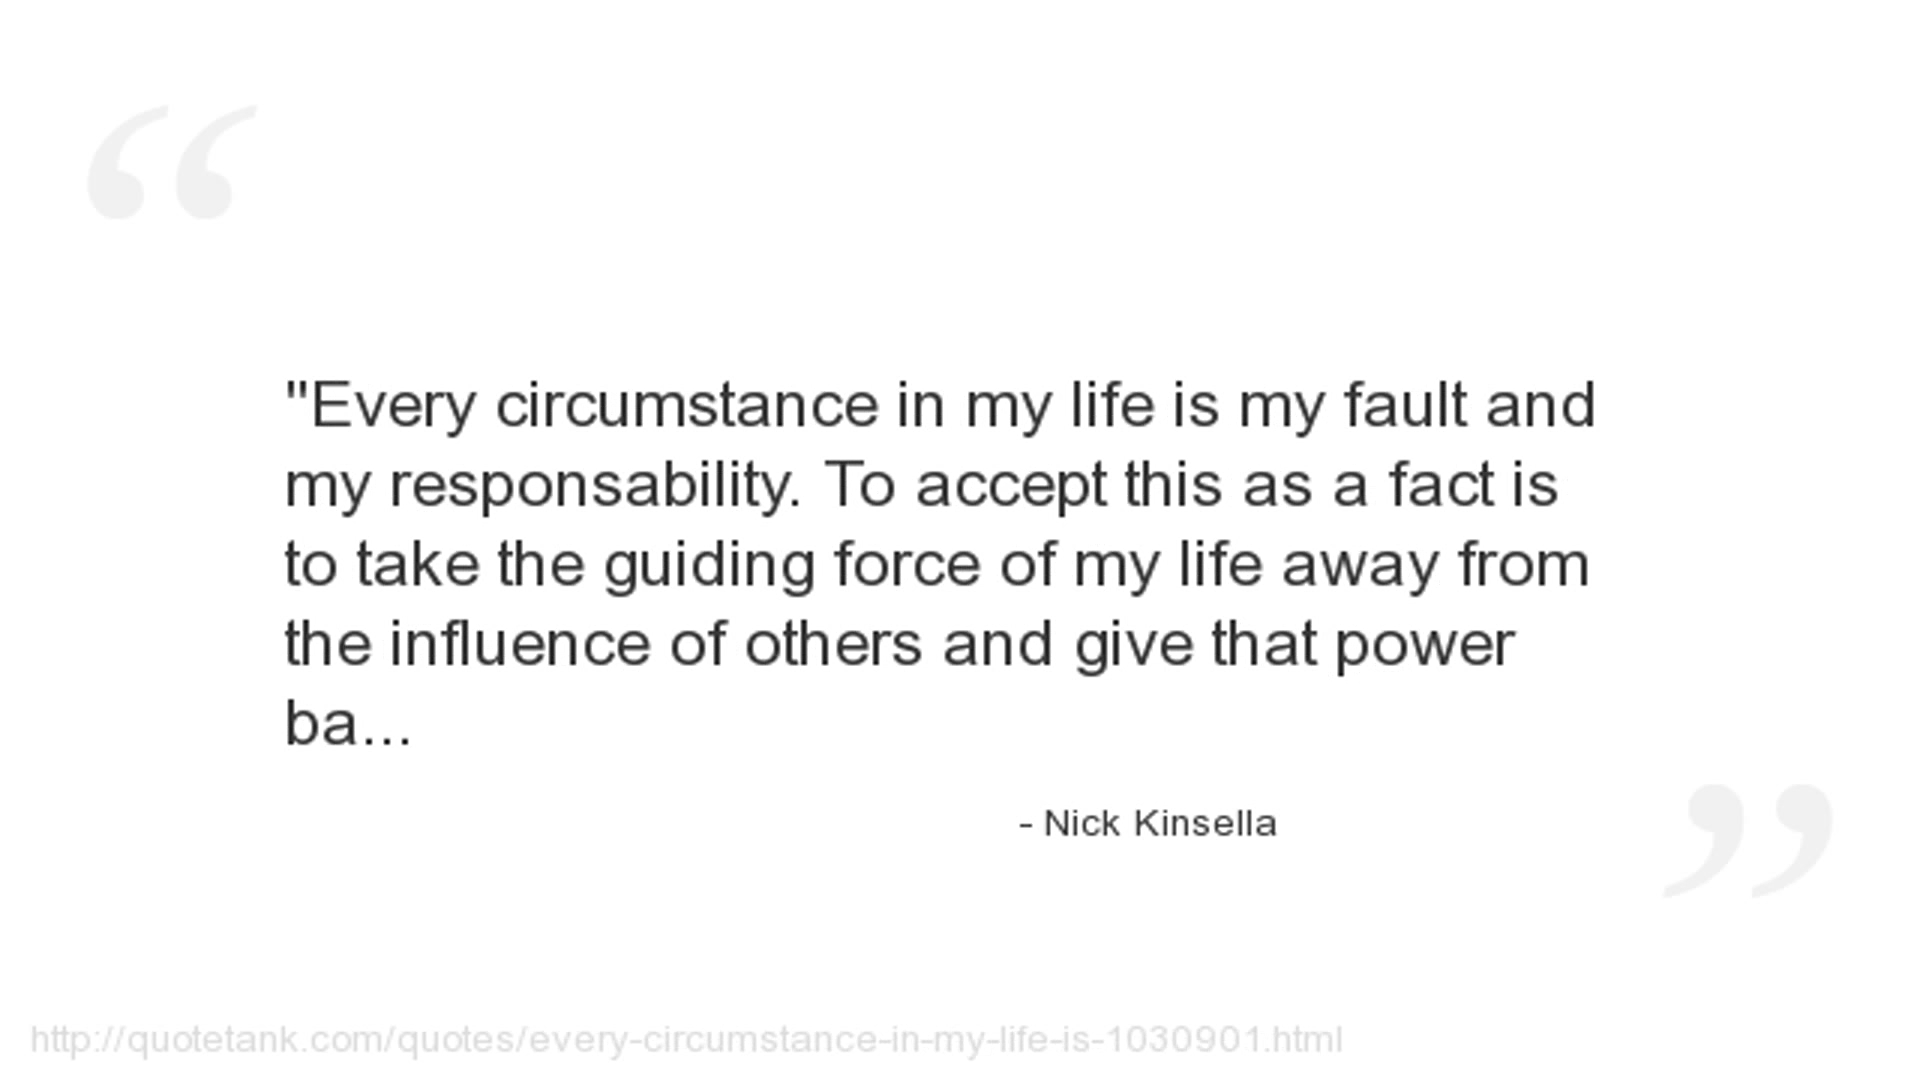 "Every circumstance in my life is my fault and
my responsability. To accept this as a fact is
to take the guiding force of my life away from
the influence of others and give that power
ba...
- Nick Kinsella
http://quotetank.com/quotes/every-circumstance-in-my-life-is-1030901.html